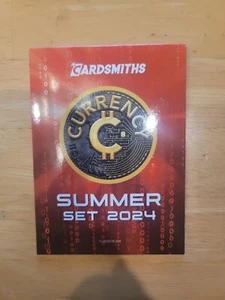 CARDSMITHS
CURRENCY
SUMMER
SET 2024